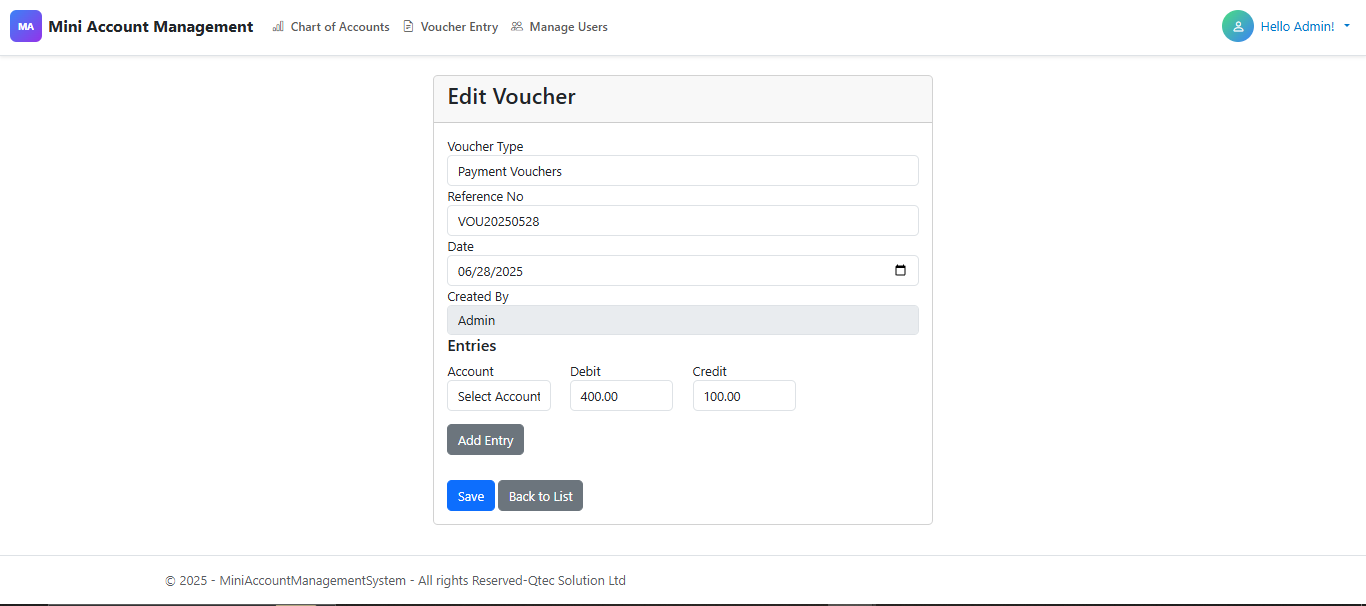 MA Mini Account Management Chart of Accounts Voucher Entry Manage Users Hello Admin!
Edit Voucher
Voucher Type
Payment Vouchers
Reference No
VOU20250528
Date
06/28/2025
Created By
Admin
Entries
Account Debit Credit
Select Account 400.00 100.00
Add Entry
Save Back to List
© 2025 - MiniAccountManagementSystem - All rights Reserved-Qtec Solution Ltd